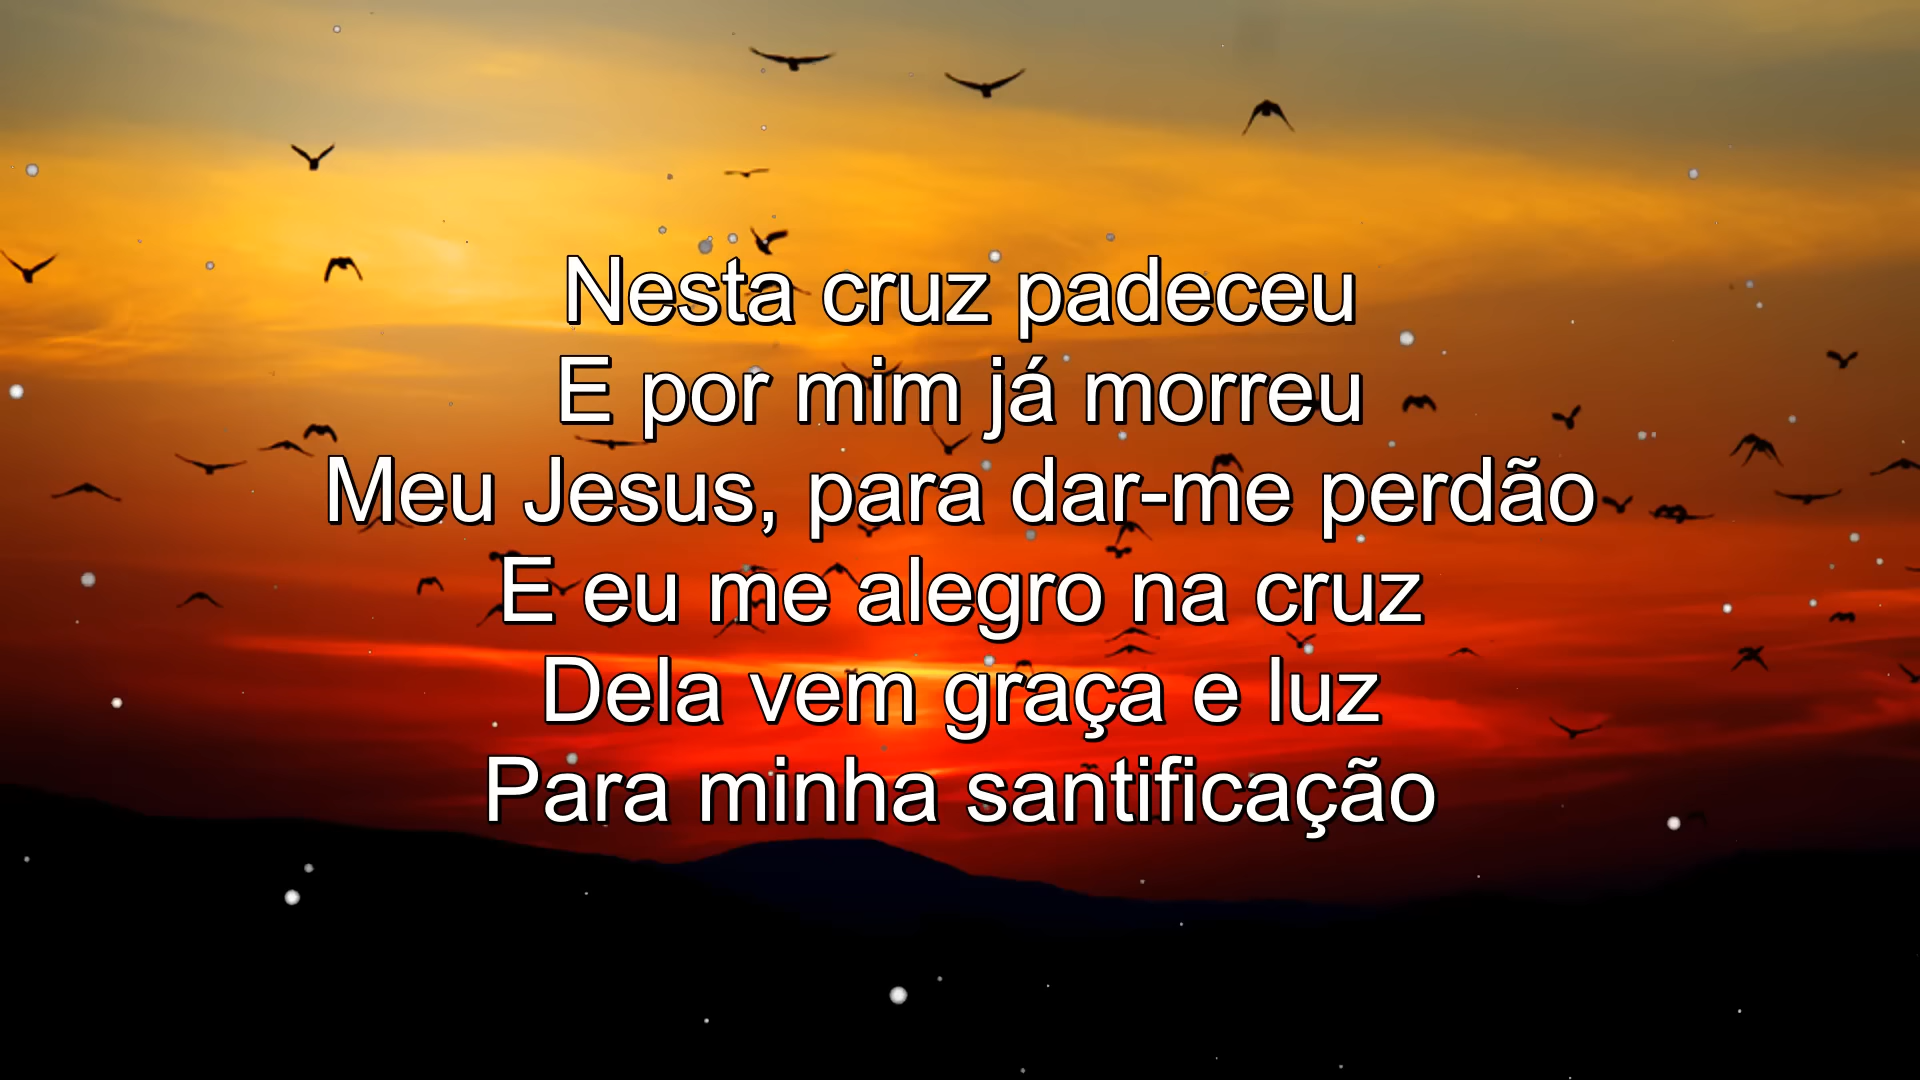 Nesta cruz padeceu
E por mim já morreu
Meu Jesus, para dar-me perdão
E eu me alegro na cruz
Dela vem graça e luz
Para minha santificação